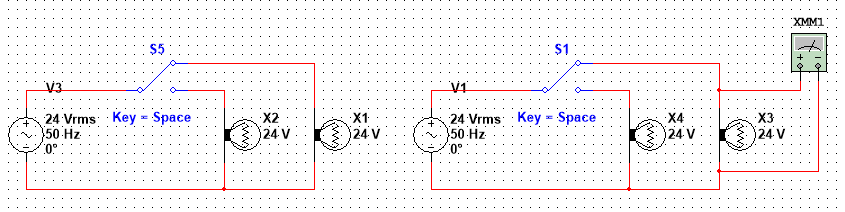 XMM1
S5
S1
V3
V1
24 Vrms
50 Hz
0°
Key = Space
X2
24 V
X1
24 V
24 Vrms
50 Hz
0°
Key = Space
X4
24 V
X3
24 V